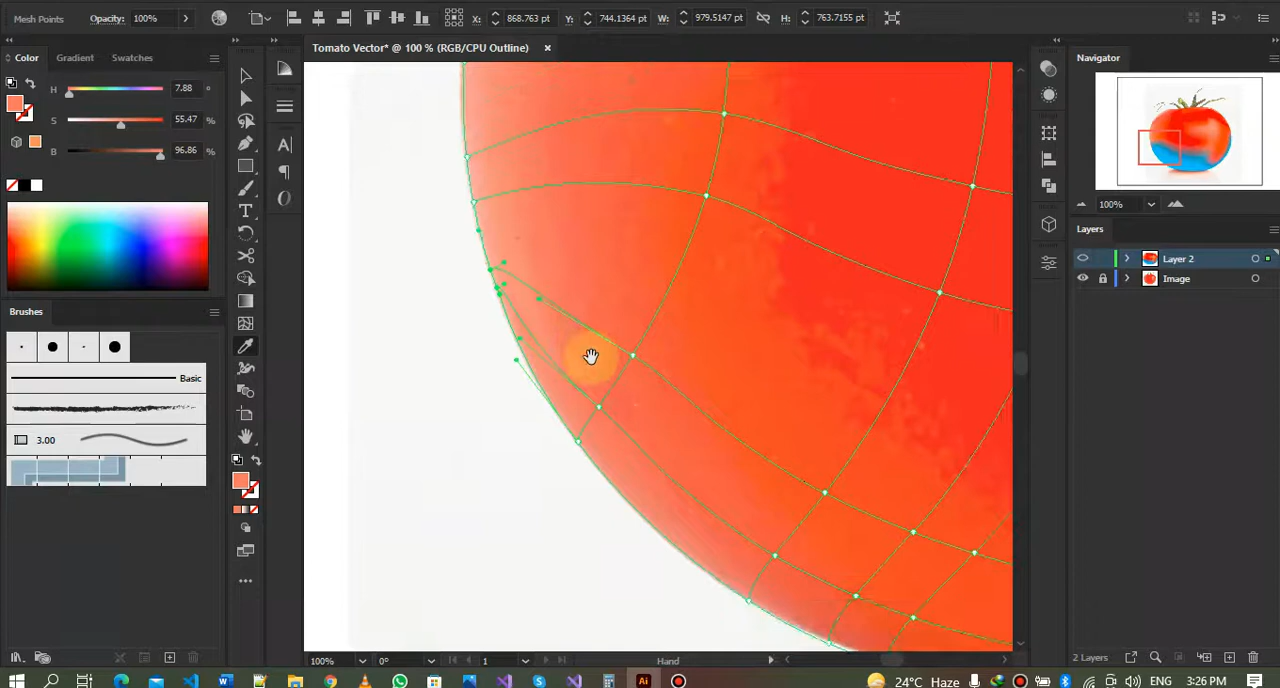 Mesh Points Opacity: 100% X: 868.763 pt Y: 744.1364 pt W: 979.5147 pt H: 763.7155 pt
Color Gradient Swatches
Tomato Vector* @ 100 % (RGB/CPU Outline) ×
Navigator
H 7.88 °
S 55.47 %
B 96.86 %
100%
Layers
Layer 2
Image
Brushes
Basic
3.00
100% 0° 1 Hand
2 Layers
W Ai 24°C Haze ENG 3:26 PM